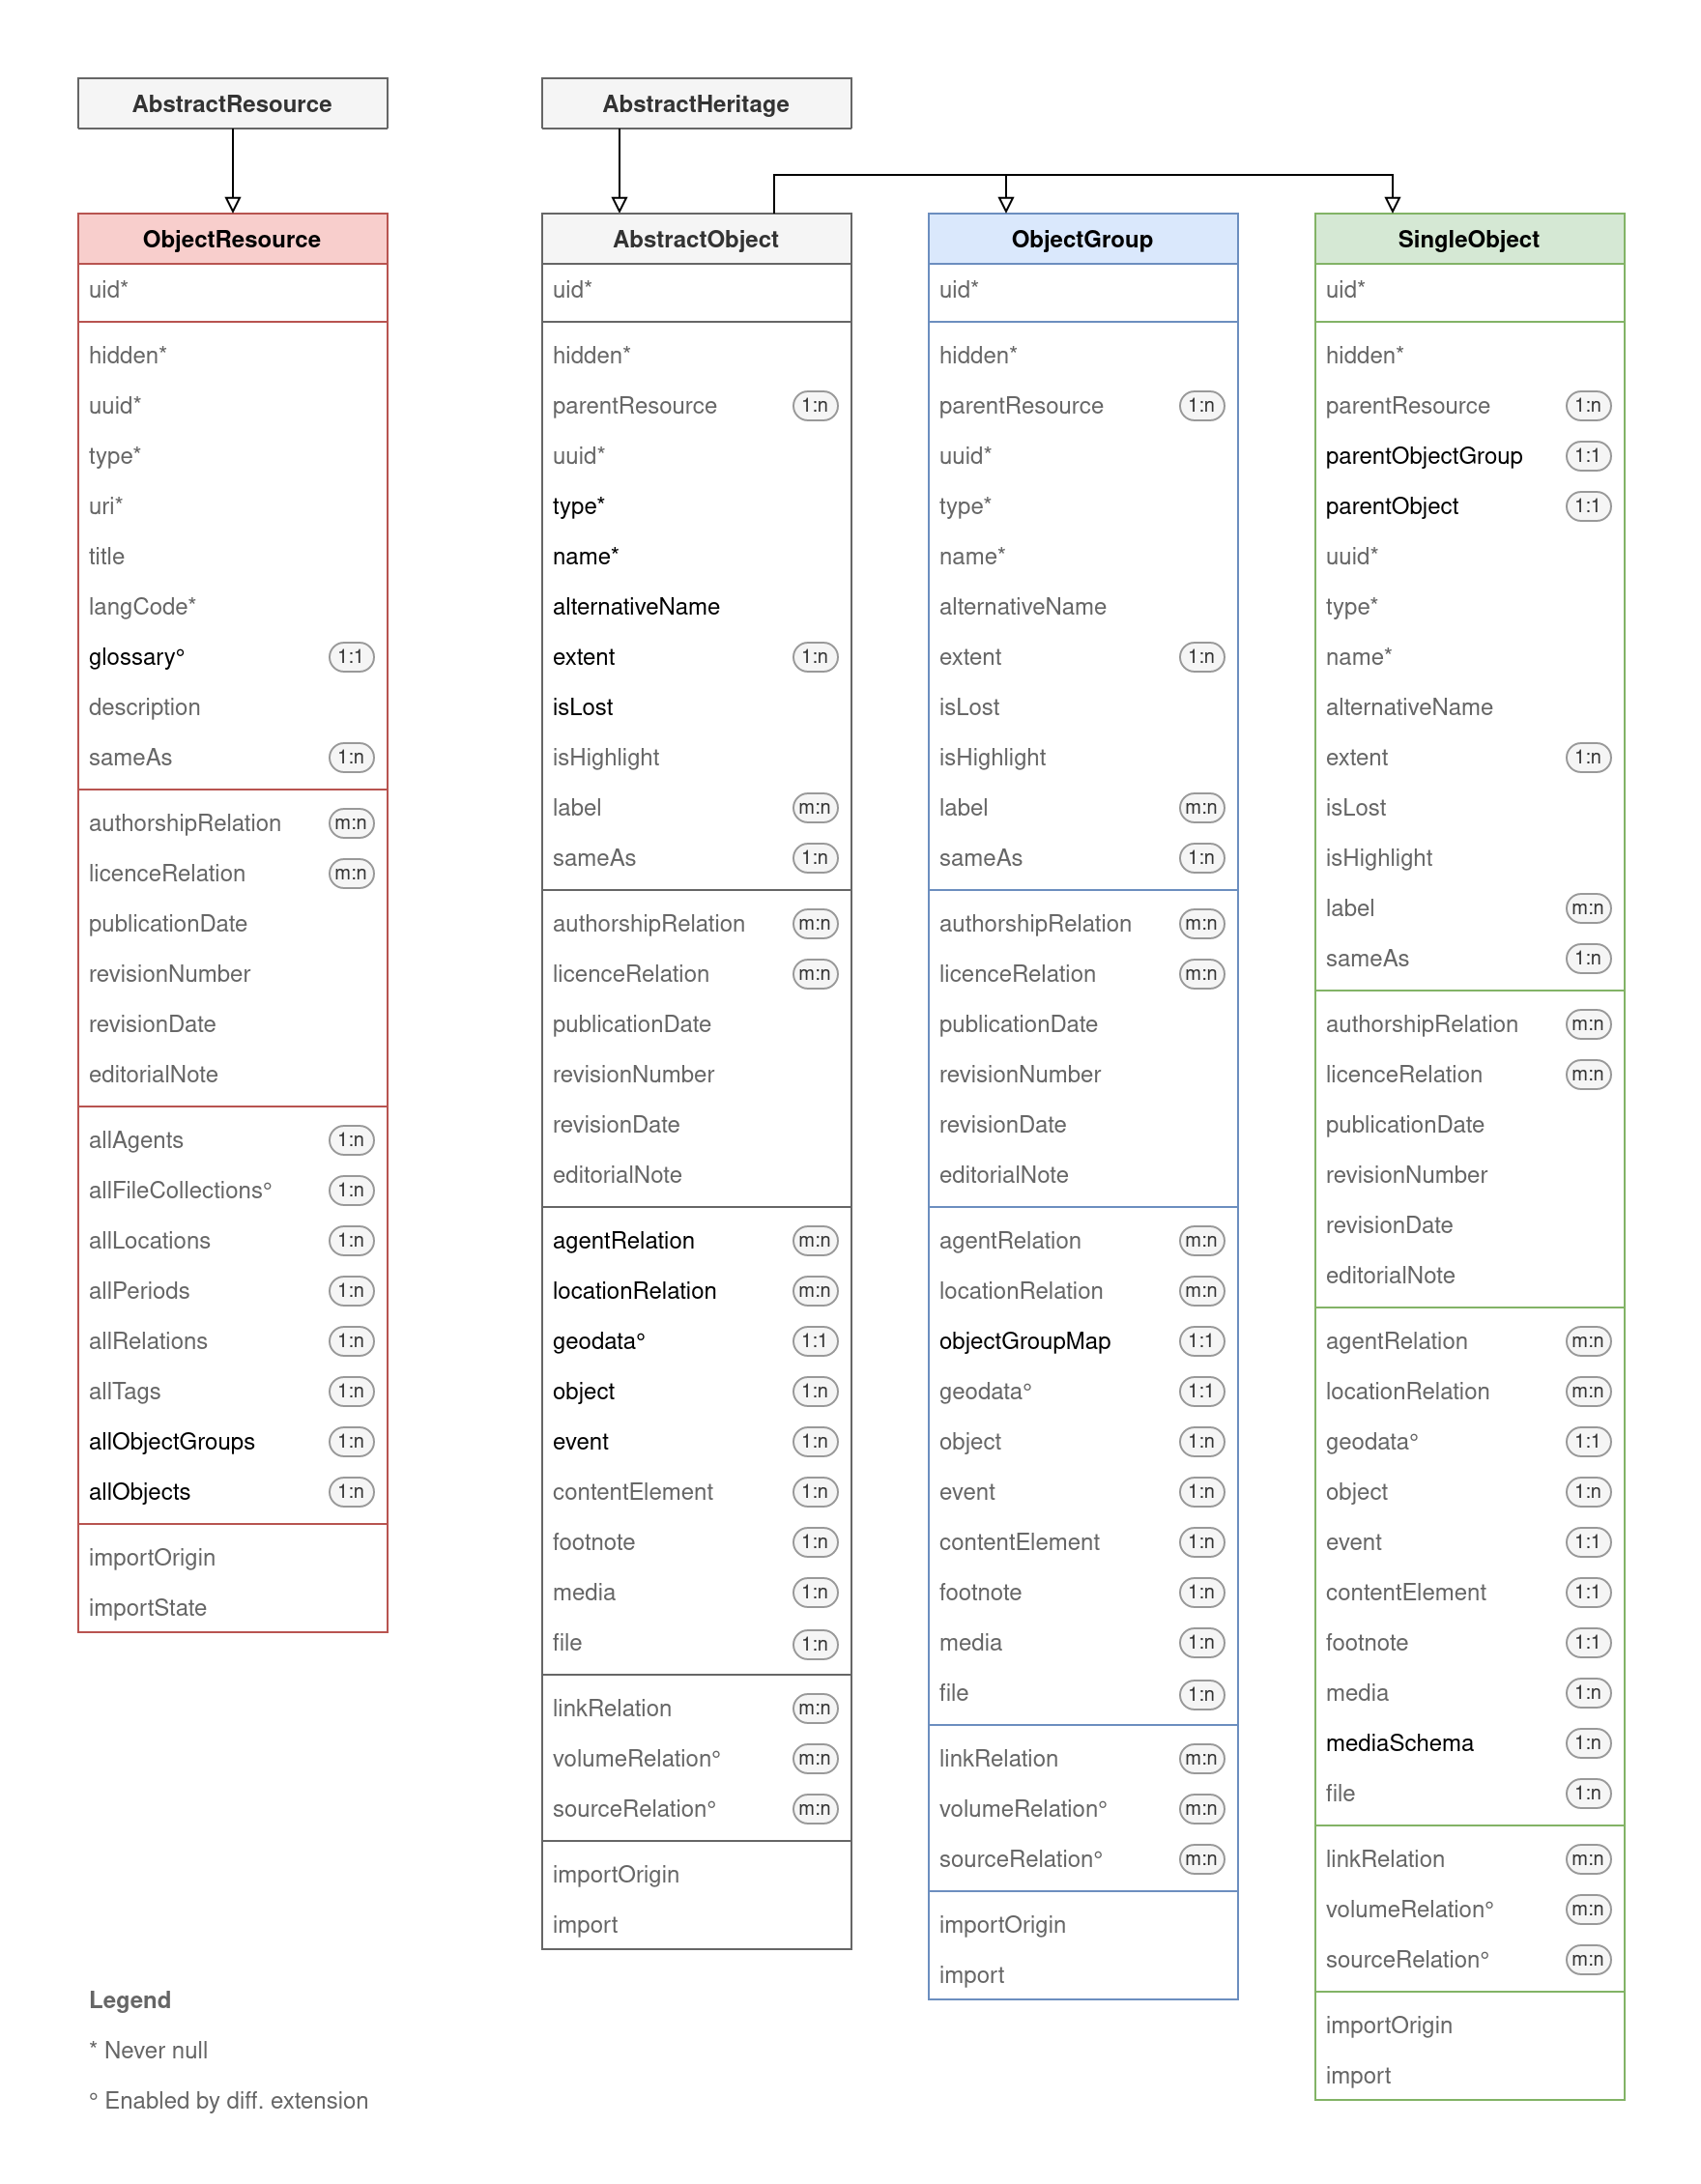 AbstractResource
ObjectResource
uid*
hidden*
uuid*
type*
uri*
title
langCode*
glossary° 1:1
description
sameAs 1:n
authorshipRelation m:n
licenceRelation m:n
publicationDate
revisionNumber
revisionDate
editorialNote
allAgents 1:n
allFileCollections° 1:n
allLocations 1:n
allPeriods 1:n
allRelations 1:n
allTags 1:n
allObjectGroups 1:n
allObjects 1:n
importOrigin
importState
AbstractHeritage
AbstractObject
uid*
hidden*
parentResource 1:n
uuid*
type*
name*
alternativeName
extent 1:n
isLost
isHighlight
label m:n
sameAs 1:n
authorshipRelation m:n
licenceRelation m:n
publicationDate
revisionNumber
revisionDate
editorialNote
agentRelation m:n
locationRelation m:n
geodata° 1:1
object 1:n
event 1:n
contentElement 1:n
footnote 1:n
media 1:n
file 1:n
linkRelation m:n
volumeRelation° m:n
sourceRelation° m:n
importOrigin
import
ObjectGroup
uid*
hidden*
parentResource 1:n
uuid*
type*
name*
alternativeName
extent 1:n
isLost
isHighlight
label m:n
sameAs 1:n
authorshipRelation m:n
licenceRelation m:n
publicationDate
revisionNumber
revisionDate
editorialNote
agentRelation m:n
locationRelation m:n
objectGroupMap 1:1
geodata° 1:1
object 1:n
event 1:n
contentElement 1:n
footnote 1:n
media 1:n
file 1:n
linkRelation m:n
volumeRelation° m:n
sourceRelation° m:n
importOrigin
import
SingleObject
uid*
hidden*
parentResource 1:n
parentObjectGroup 1:1
parentObject 1:1
uuid*
type*
name*
alternativeName
extent 1:n
isLost
isHighlight
label m:n
sameAs 1:n
authorshipRelation m:n
licenceRelation m:n
publicationDate
revisionNumber
revisionDate
editorialNote
agentRelation m:n
locationRelation m:n
geodata° 1:1
object 1:n
event 1:1
contentElement 1:1
footnote 1:1
media 1:n
mediaSchema 1:n
file 1:n
linkRelation m:n
volumeRelation° m:n
sourceRelation° m:n
importOrigin
import
Legend
* Never null
° Enabled by diff. extension